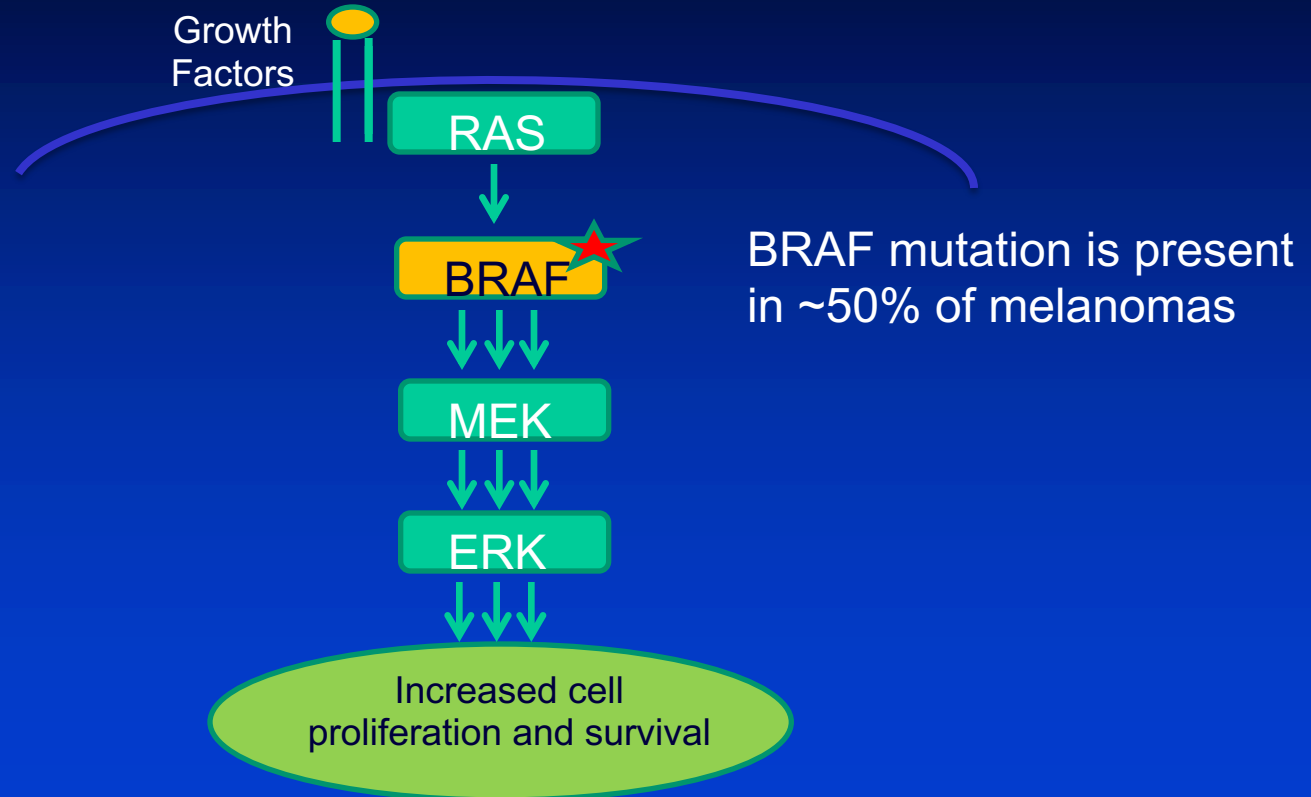 Growth
Factors
RAS
BRAF
BRAF mutation is present
in ~50% of melanomas
MEK
ERK
Increased cell
proliferation and survival